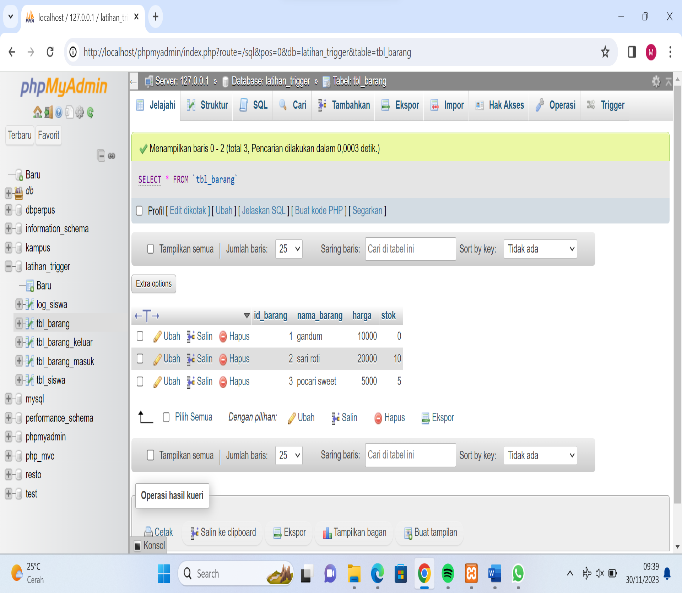 localhost / 127.0.0.1 / latihan_t
http://localhost/phpmyadmin/index.php?route=/sql&pos=0&db=latihan_trigger&table=tbl_barang
M
phpMyAdmin
Terbaru Favorit
Baru
db
dbperpus
information_schema
kampus
latihan_trigger
Baru
log_siswa
tbl_barang
tbl_barang_keluar
tbl_barang_masuk
tbl_siswa
mysql
performance_schema
phpmyadmin
php_mvc
resto
test
Server: 127.0.0.1 » Database: latihan_trigger » Tabel: tbl_barang
Jelajahi Struktur SQL Cari Tambahkan Ekspor Impor Hak Akses Operasi Trigger
Menampilkan baris 0 - 2 (total 3, Pencarian dilakukan dalam 0,0003 detik.)
SELECT * FROM `tbl_barang`
Profil [ Edit dikotak ] [ Ubah ] [ Jelaskan SQL ] [ Buat kode PHP ] [ Segarkan ]
Tampilkan semua Jumlah baris: 25 Saring baris: Cari di tabel ini Sort by key: Tidak ada
Extra options
←T→ id_barang nama_barang harga stok
Ubah Salin Hapus 1 gandum 10000 0
Ubah Salin Hapus 2 sari roti 20000 10
Ubah Salin Hapus 3 pocari sweet 5000 5
Pilih Semua Dengan pilihan: Ubah Salin Hapus Ekspor
Tampilkan semua Jumlah baris: 25 Saring baris: Cari di tabel ini Sort by key: Tidak ada
Operasi hasil kueri
Cetak Salin ke clipboard Ekspor Tampilkan bagan Buat tampilan
Konsol
25°C
Cerah
Search
09:39
30/11/2023